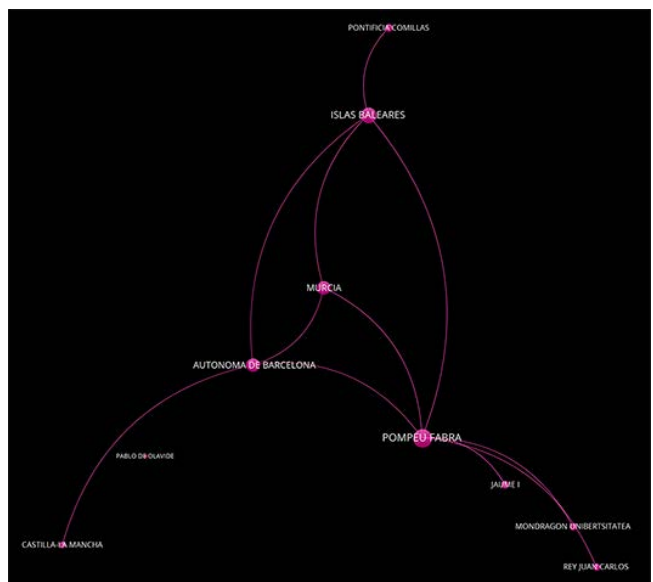 PONTIFICIA COMILLAS
ISLAS BALEARES
MURCIA
AUTONOMA DE BARCELONA
POMPEU FABRA
PABLO DE OLAVIDE
JAUME I
MONDRAGON UNIBERTSITATEA
CASTILLA-LA MANCHA
REY JUAN CARLOS